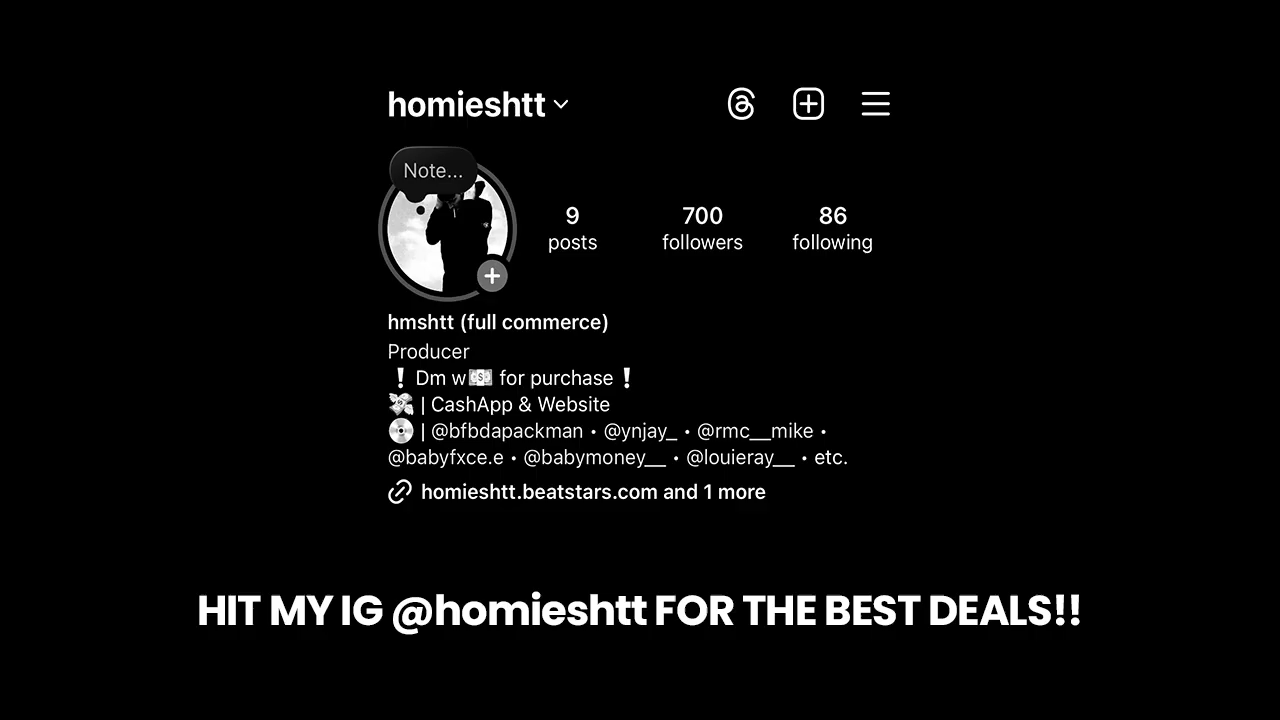 homieshtt
Note...
9 700 86
posts followers following
hmshtt (full commerce)
Producer
❗ Dm w💵 for purchase ❗
💸 | CashApp & Website
💿 | @bfbdapackman • @ynjay_ • @rmc__mike •
@babyfxce.e • @babymoney__ • @louieray__ • etc.
homieshtt.beatstars.com and 1 more
HIT MY IG @homieshtt FOR THE BEST DEALS!!